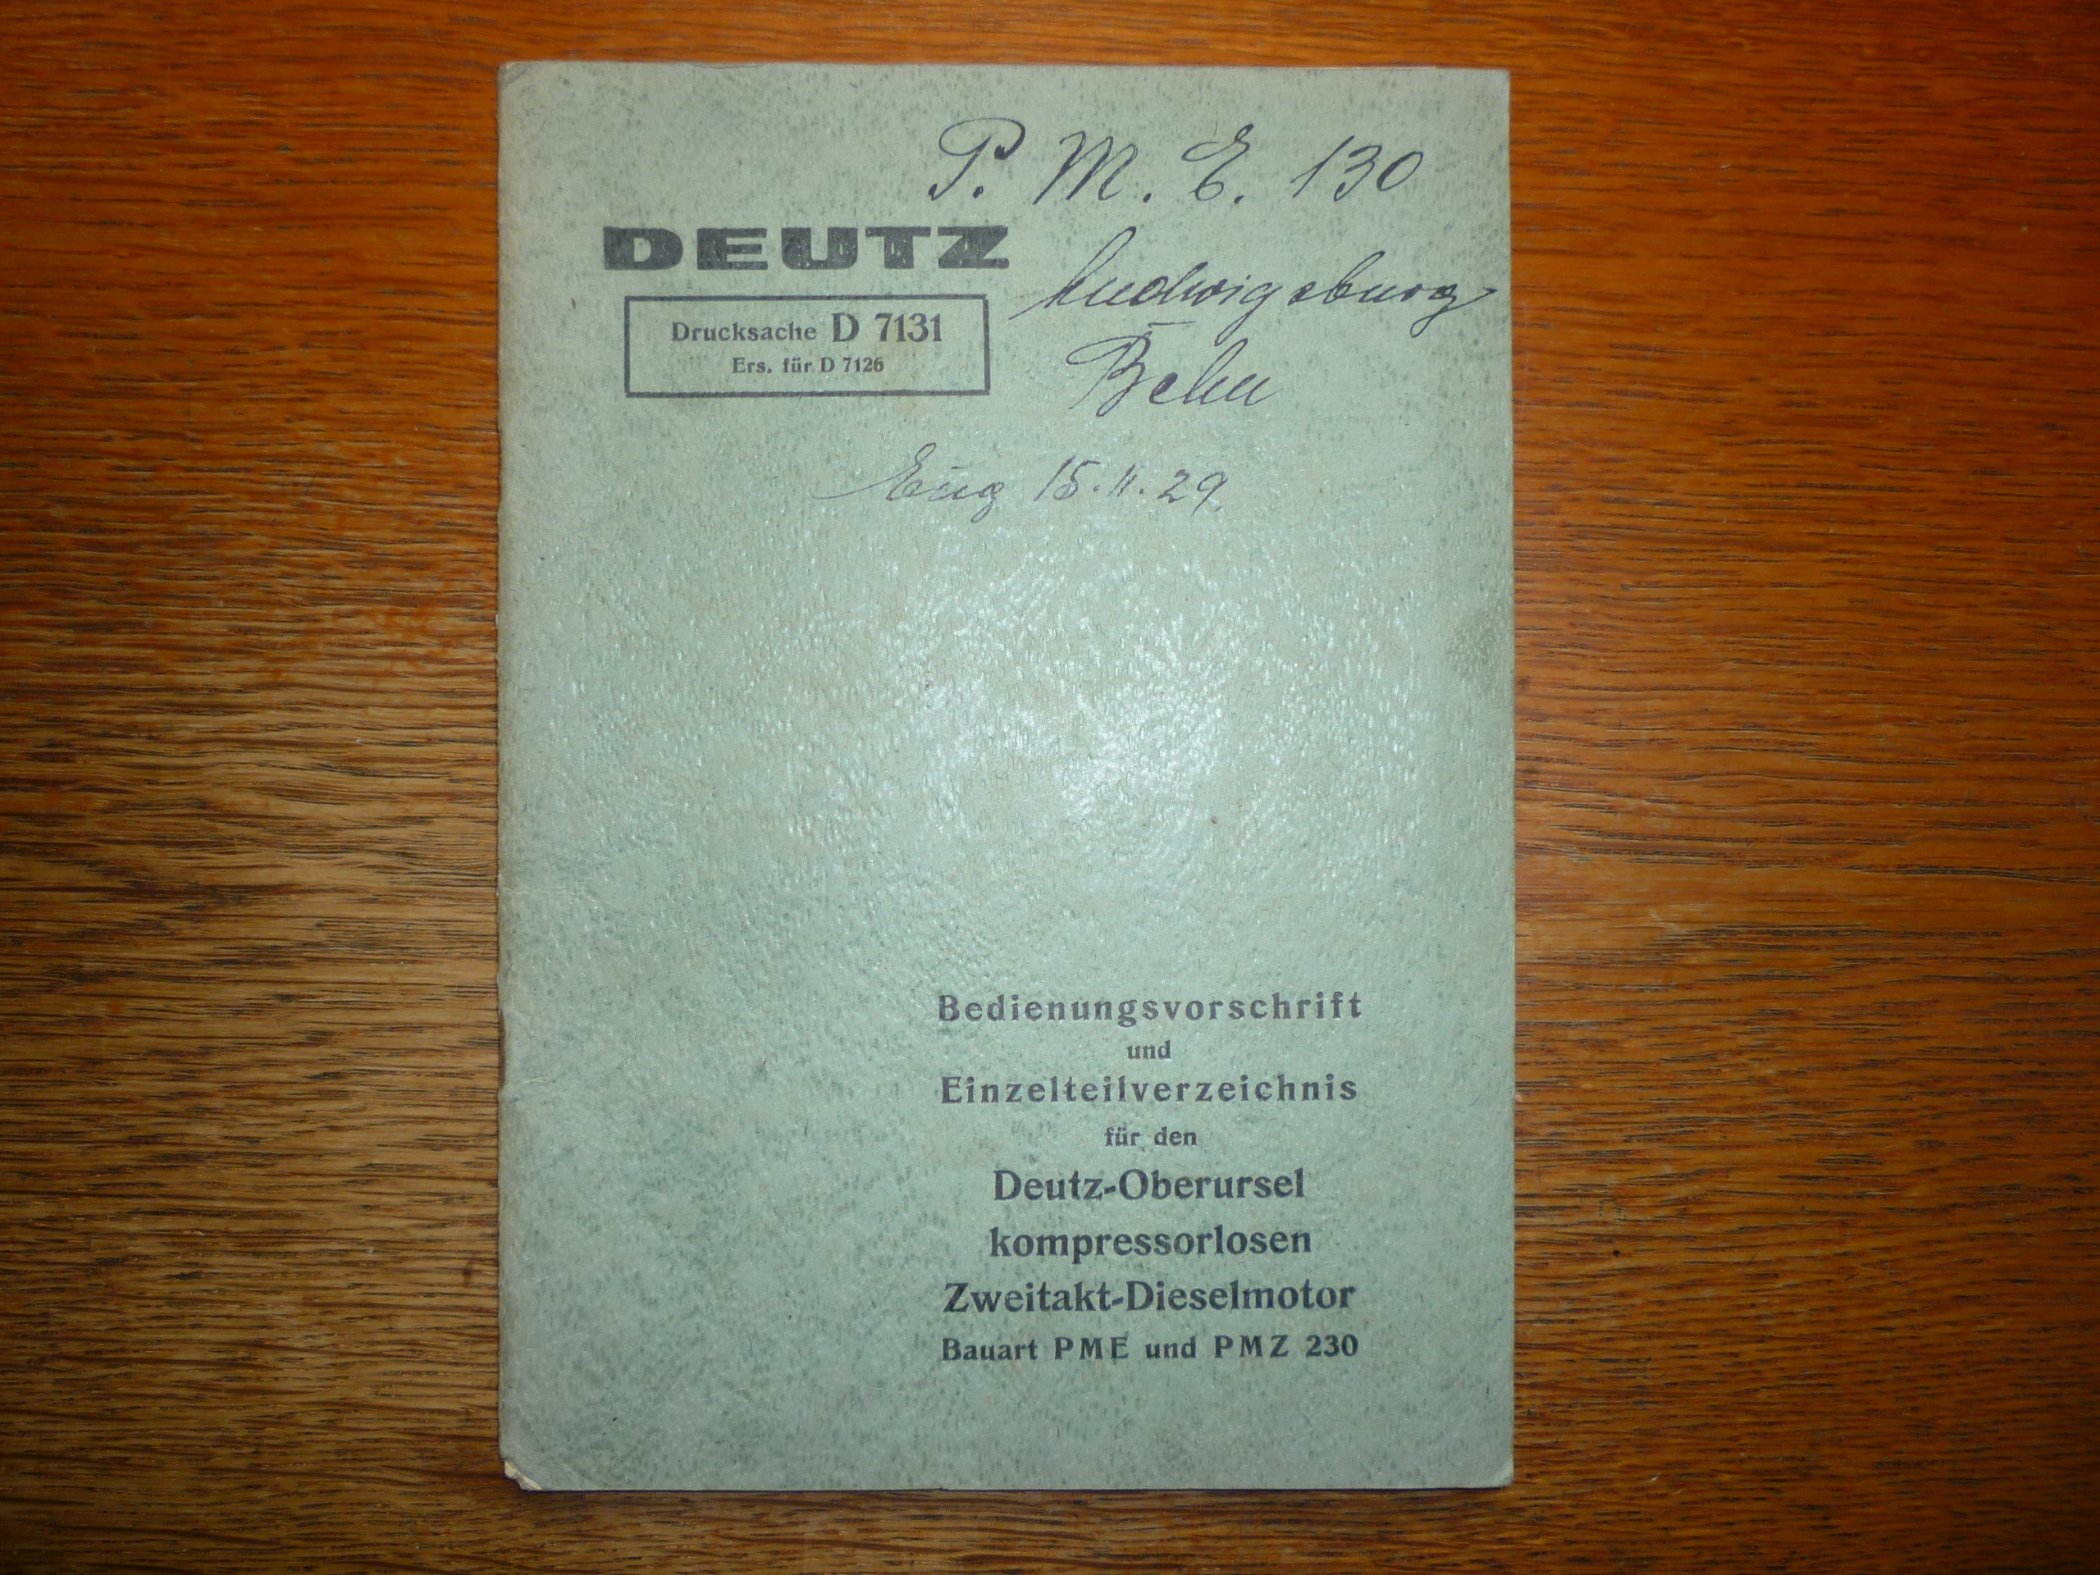 P. M. E. 130
DEUTZ
Ludwigsburg
Drucksache D 7131
Ers. für D 7126
15. 11. 29.
Bedienungsvorschrift
und
Einzelteilverzeichnis
für den
Deutz-Oberursel
kompressorlosen
Zweitakt-Dieselmotor
Bauart PME und PMZ 230